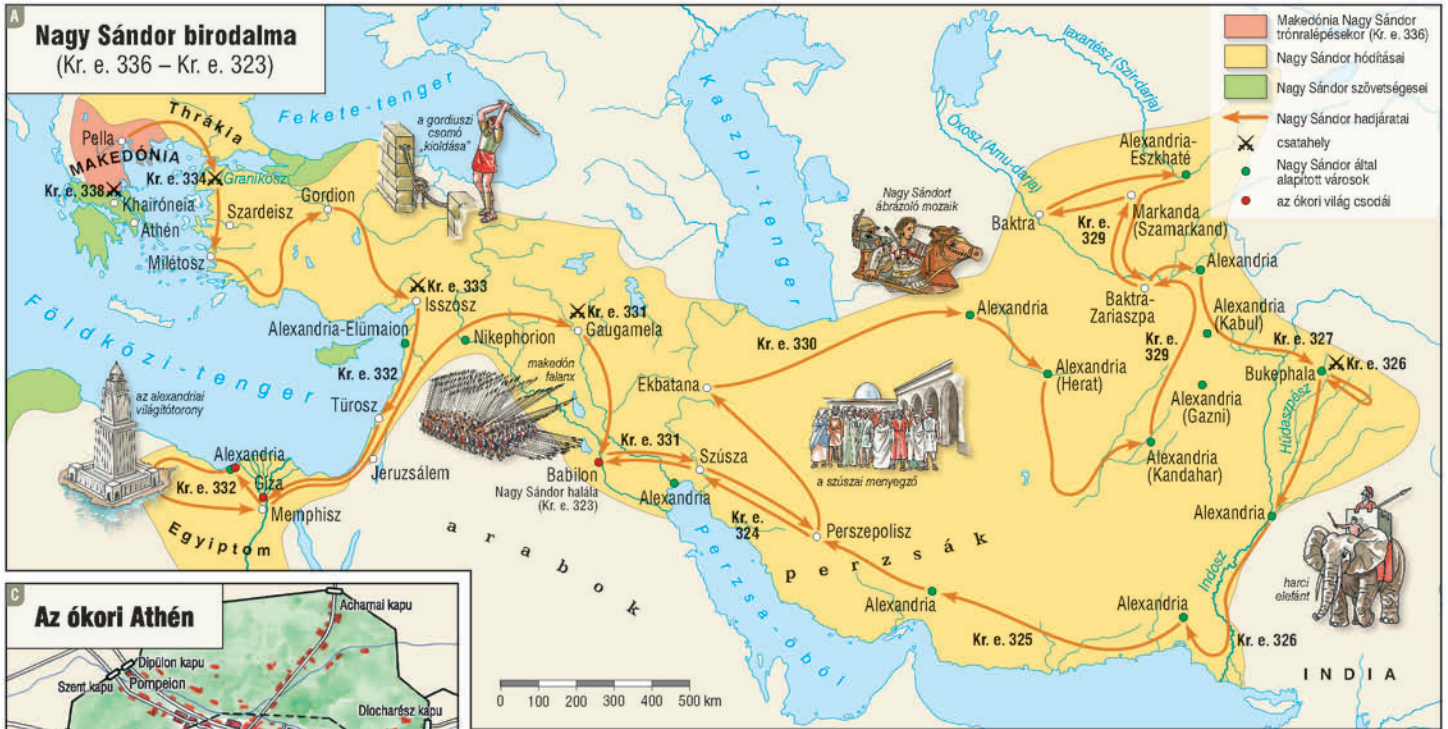 A
Nagy Sándor birodalma
(Kr. e. 336 – Kr. e. 323)
Makedónia Nagy Sándor
trónralépésekor (Kr. e. 336)
Nagy Sándor hódításai
Nagy Sándor szövetségesei
Nagy Sándor hadjáratai
csatahely
Nagy Sándor által
alapított városok
az ókori világ csodái
Fekete-tenger
Kaszpi-tenger
Iaxartész (Szír-darja)
Óxosz (Amu-darja)
Thrákia
Pella
MAKEDÓNIA
Kr. e. 338
Kr. e. 334
Granikosz
Khairóneia
Athén
Szardeisz
Gordion
Milétosz
a gordiuszi
csomó
„kioldása”
Nagy Sándort
ábrázoló mozaik
Alexandria-
Eszkhaté
Baktra
Markanda
(Szamarkand)
Kr. e.
329
Alexandria
Baktra-
Zariaszpa
Alexandria
(Kabul)
Kr. e. 327
Kr. e. 326
Bukephala
Hüdaszpész
Kr. e. 333
Isszosz
Kr. e. 331
Gaugamela
Alexandria-Elümaion
Nikephorion
Kr. e. 332
Földközi-tenger
Türosz
makedón
falanx
Ekbatana
Kr. e. 330
Alexandria
Alexandria
(Herat)
Kr. e.
329
Alexandria
(Gazni)
Alexandria
(Kandahar)
az alexandriai
világítótorony
Alexandria
Gíza
Kr. e. 332
Memphisz
Egyiptom
Jeruzsálem
Babilon
Nagy Sándor halála
(Kr. e. 323)
Kr. e. 331
Szúsza
Alexandria
Kr. e.
324
Perszepolisz
a szúszai menyegző
arabok
perzsák
Perzsa-öböl
Alexandria
Kr. e. 325
Alexandria
Kr. e. 326
Alexandria
Indosz
harci
elefánt
INDIA
0 100 200 300 400 500 km
C
Az ókori Athén
Acharnai kapu
Dipülon kapu
Szent kapu
Pompeion
Diocharész kapu